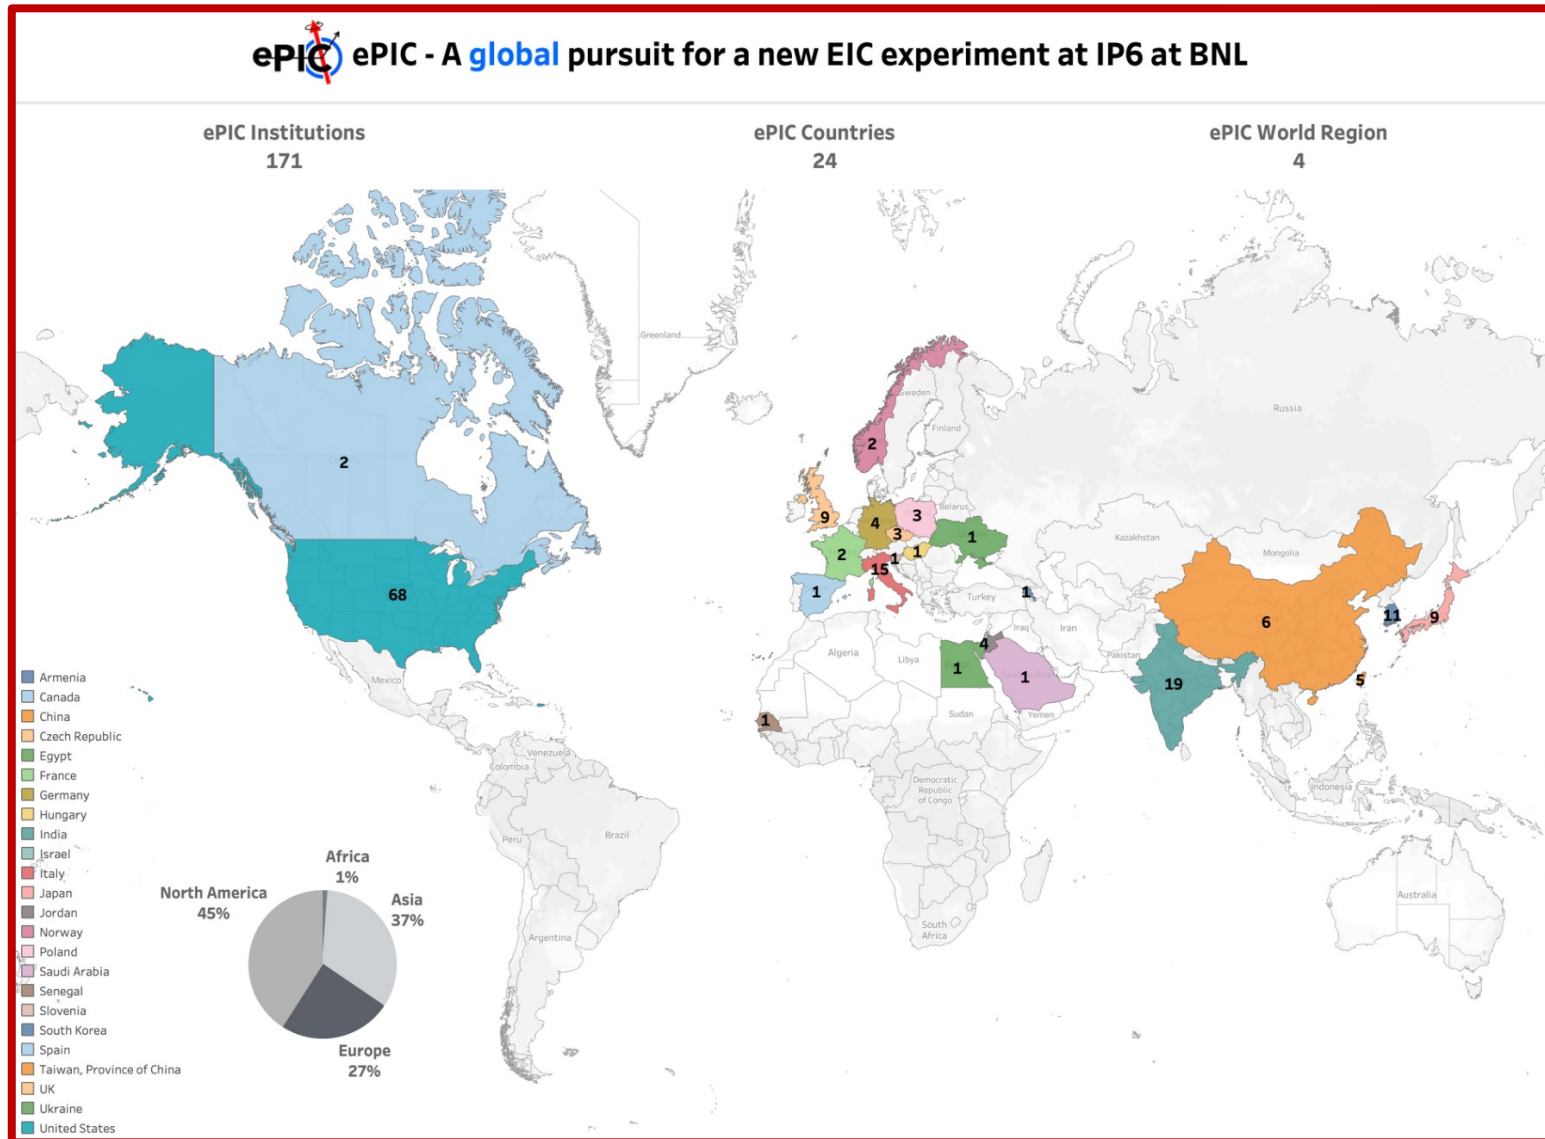 ePIC ePIC - A global pursuit for a new EIC experiment at IP6 at BNL
ePIC Institutions
171
ePIC Countries
24
ePIC World Region
4
Greenland
Russia
Sweden
Finland
2
2
9
4
3
Belarus
3
1
2
1
1
15
Kazakhstan
Mongolia
68
1
Turkey
1
6
11
9
Iraq
Iran
4
Algeria
Libya
1
1
Pakistan
19
5
Mexico
1
Sudan
Yemen
Venezuela
Colombia
Democratic
Republic
of Congo
Indonesia
Peru
Brazil
Australia
South
Africa
Argentina
Armenia
Canada
China
Czech Republic
Egypt
France
Germany
Hungary
India
Israel
Italy
Japan
Jordan
Norway
Poland
Saudi Arabia
Senegal
Slovenia
South Korea
Spain
Taiwan, Province of China
UK
Ukraine
United States
Africa
1%
North America
45%
Asia
37%
Europe
27%